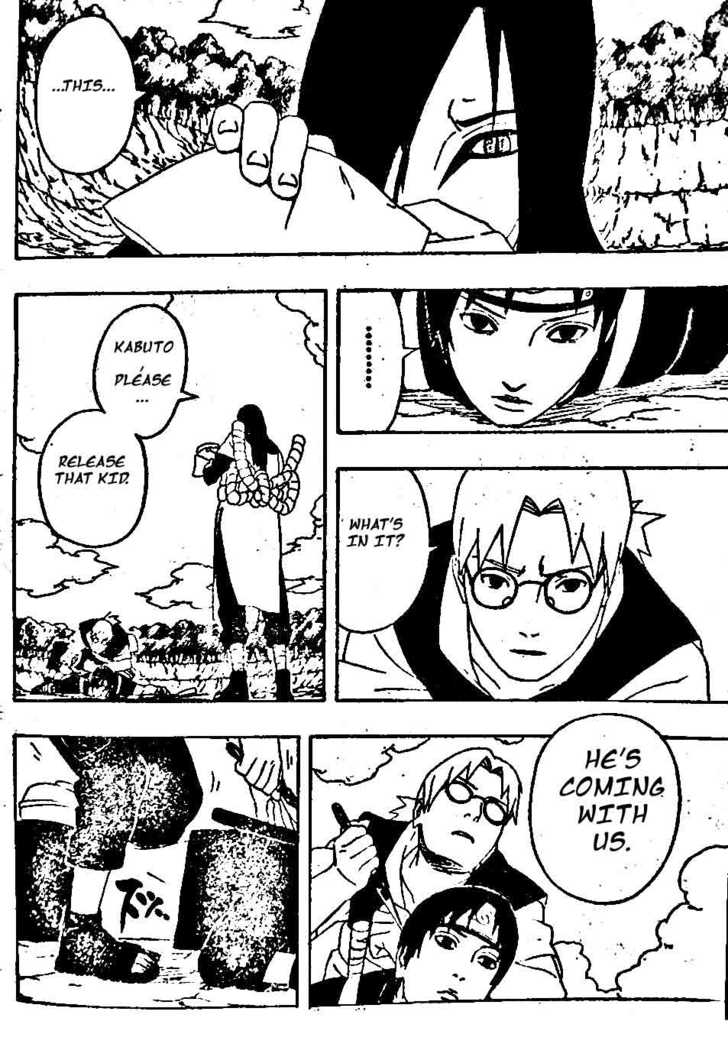 ...THIS...
........
WHAT'S
IN IT?
KABUTO
PLEASE
...
RELEASE
THAT KID.
HE'S
COMING
WITH
US.